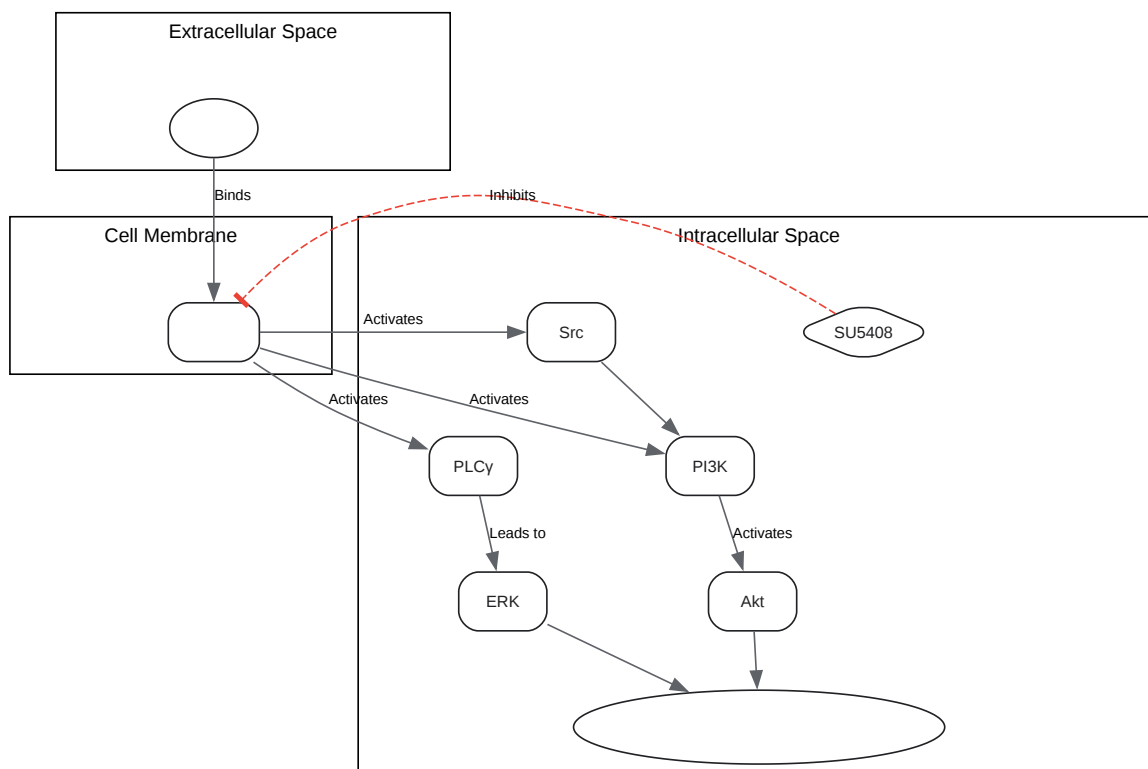 Extracellular Space
Binds
Inhibits
Cell Membrane
Intracellular Space
Activates
Src
SU5408
Activates
Activates
PLCγ
PI3K
Leads to
Activates
ERK
Akt